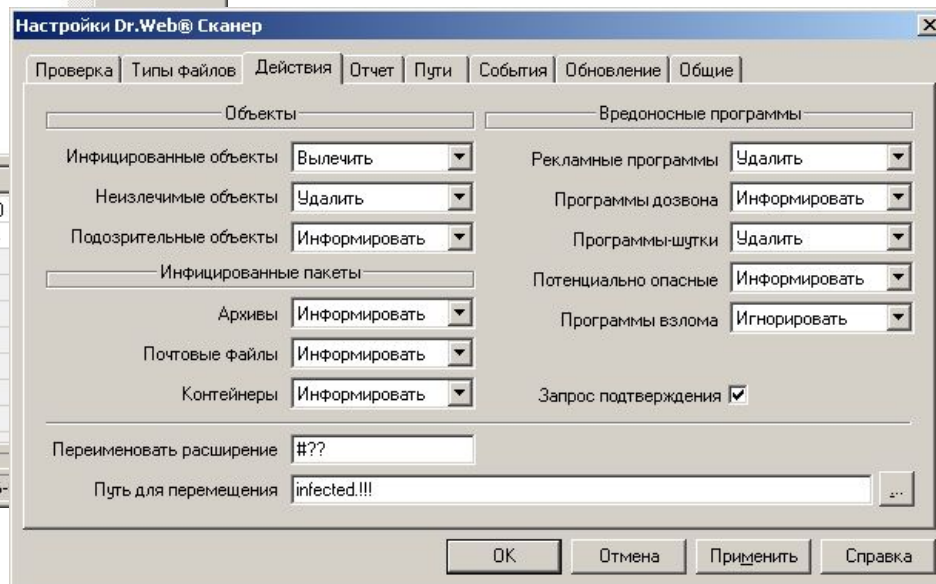 Настройки Dr.Web® Сканер
Проверка Типы файлов Действия Отчет Пути События Обновление Общие
Объекты
Инфицированные объекты Вылечить
Неизлечимые объекты Удалить
Подозрительные объекты Информировать
Инфицированные пакеты
Архивы Информировать
Почтовые файлы Информировать
Контейнеры Информировать
Вредоносные программы
Рекламные программы Удалить
Программы дозвона Информировать
Программы-шутки Удалить
Потенциально опасные Информировать
Программы взлома Игнорировать
Запрос подтверждения
Переименовать расширение #??
Путь для перемещения infected.!!!
...
OK Отмена Применить Справка